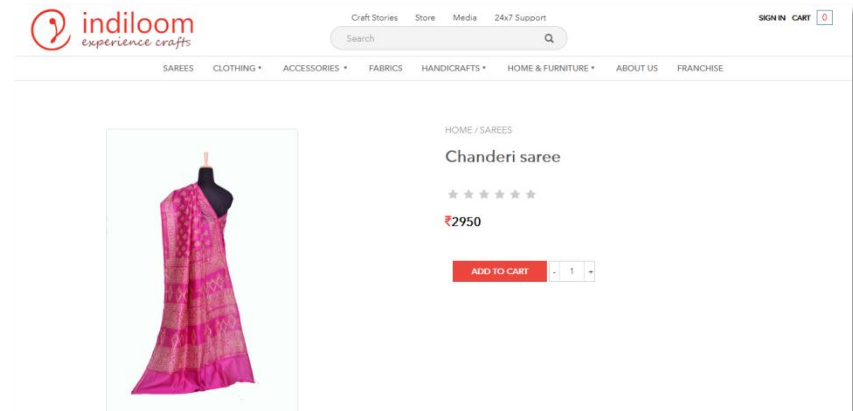 indiloom
experience crafts
Craft Stories Store Media 24x7 Support
SIGN IN CART 0
Search
SAREES CLOTHING ACCESSORIES FABRICS HANDICRAFTS HOME & FURNITURE ABOUT US FRANCHISE
HOME / SAREES
Chanderi saree
₹2950
ADD TO CART - 1 +